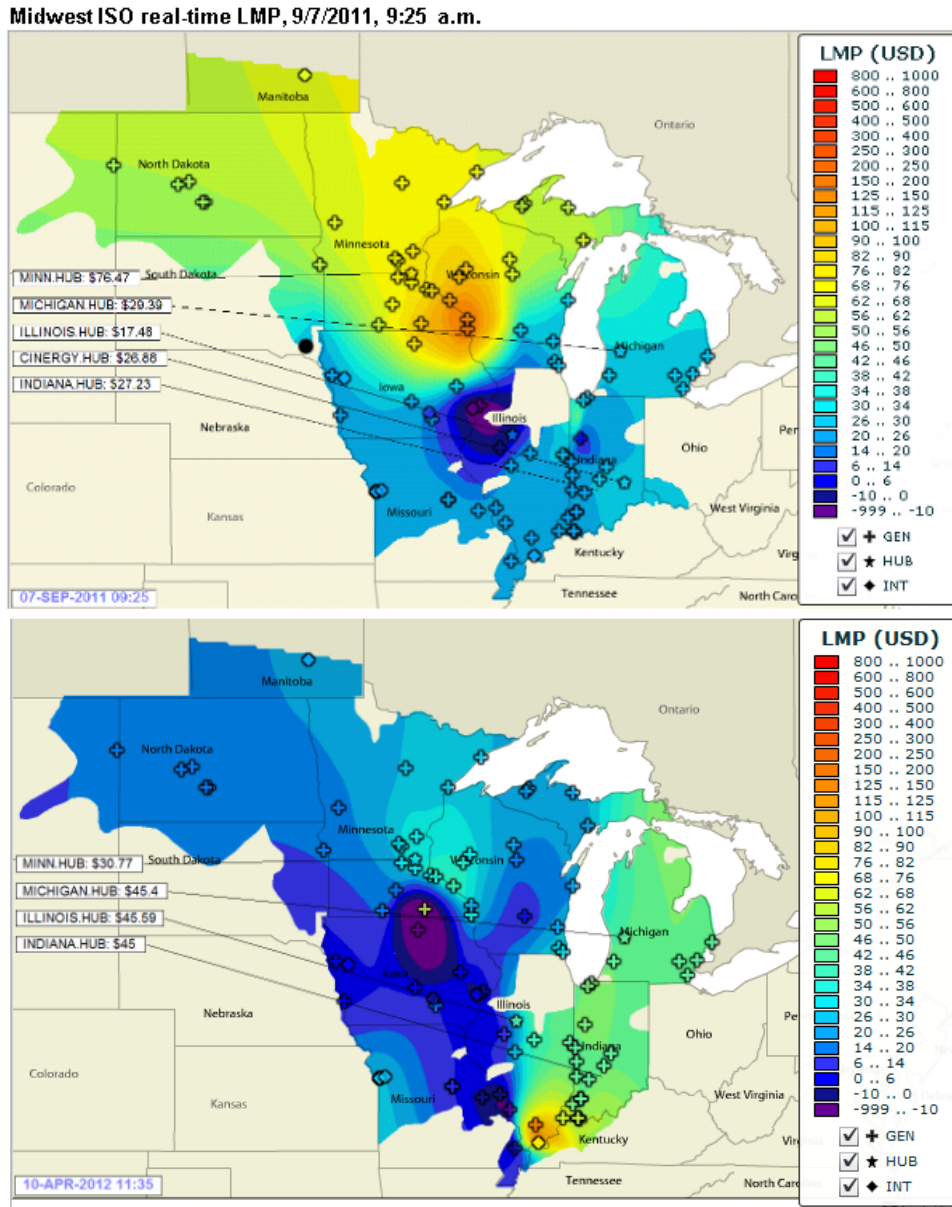 Midwest ISO real-time LMP, 9/7/2011, 9:25 a.m.
LMP (USD)
800 .. 1000
600 .. 800
500 .. 600
400 .. 500
300 .. 400
250 .. 300
200 .. 250
150 .. 200
125 .. 150
115 .. 125
100 .. 115
90 .. 100
82 .. 90
76 .. 82
68 .. 76
62 .. 68
56 .. 62
50 .. 56
46 .. 50
42 .. 46
38 .. 42
34 .. 38
30 .. 34
26 .. 30
20 .. 26
14 .. 20
6 .. 14
0 .. 6
-10 .. 0
-999 .. -10
GEN
HUB
INT
Manitoba
Ontario
North Dakota
Minnesota
South Dakota
Wisconsin
MINN.HUB: $76.47
MICHIGAN.HUB: $29.39
ILLINOIS.HUB: $17.48
CINERGY.HUB: $26.88
INDIANA.HUB: $27.23
Michigan
Iowa
Illinois
Nebraska
Ohio
Per
Indiana
Colorado
Kansas
Missouri
West Virginia
Kentucky
Virg
Tennessee
North Carc
07-SEP-2011 09:25
LMP (USD)
800 .. 1000
600 .. 800
500 .. 600
400 .. 500
300 .. 400
250 .. 300
200 .. 250
150 .. 200
125 .. 150
115 .. 125
100 .. 115
90 .. 100
82 .. 90
76 .. 82
68 .. 76
62 .. 68
56 .. 62
50 .. 56
46 .. 50
42 .. 46
38 .. 42
34 .. 38
30 .. 34
26 .. 30
20 .. 26
14 .. 20
6 .. 14
0 .. 6
-10 .. 0
-999 .. -10
GEN
HUB
INT
Manitoba
Ontario
North Dakota
Minnesota
South Dakota
Wisconsin
MINN.HUB: $30.77
MICHIGAN.HUB: $45.4
ILLINOIS.HUB: $45.59
INDIANA.HUB: $45
Michigan
Iowa
Illinois
Nebraska
Ohio
Indiana
Colorado
Kansas
Missouri
West Virginia
Kentucky
Tennessee
North Card
10-APR-2012 11:35